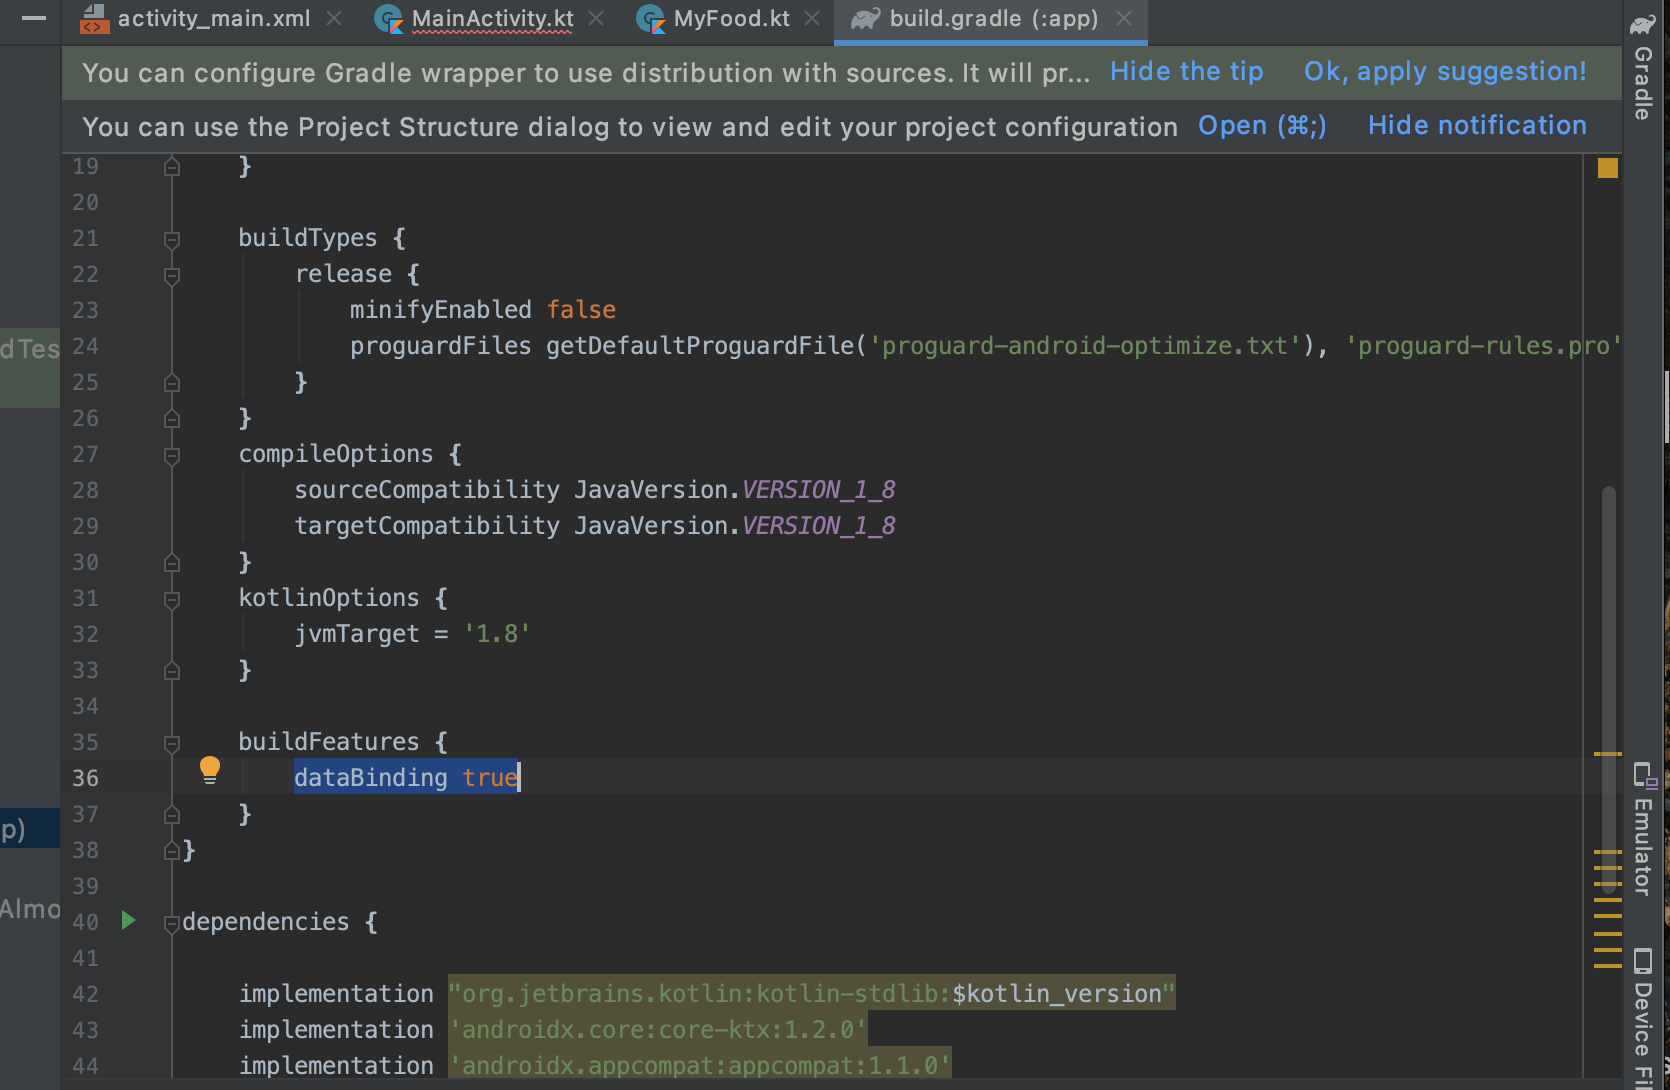 activity_main.xml MainActivity.kt MyFood.kt build.gradle (:app)
You can configure Gradle wrapper to use distribution with sources. It will pr... Hide the tip Ok, apply suggestion!
You can use the Project Structure dialog to view and edit your project configuration Open (⌘;) Hide notification
19 }
20
21 buildTypes {
22 release {
23 minifyEnabled false
24 proguardFiles getDefaultProguardFile('proguard-android-optimize.txt'), 'proguard-rules.pro'
25 }
26 }
27 compileOptions {
28 sourceCompatibility JavaVersion.VERSION_1_8
29 targetCompatibility JavaVersion.VERSION_1_8
30 }
31 kotlinOptions {
32 jvmTarget = '1.8'
33 }
34
35 buildFeatures {
36 dataBinding true
37 }
38 }
39
40 dependencies {
41
42 implementation "org.jetbrains.kotlin:kotlin-stdlib:$kotlin_version"
43 implementation 'androidx.core:core-ktx:1.2.0'
44 implementation 'androidx.appcompat:appcompat:1.1.0'
dTes
p)
Almo
Gradle
Emulator
Device Fi